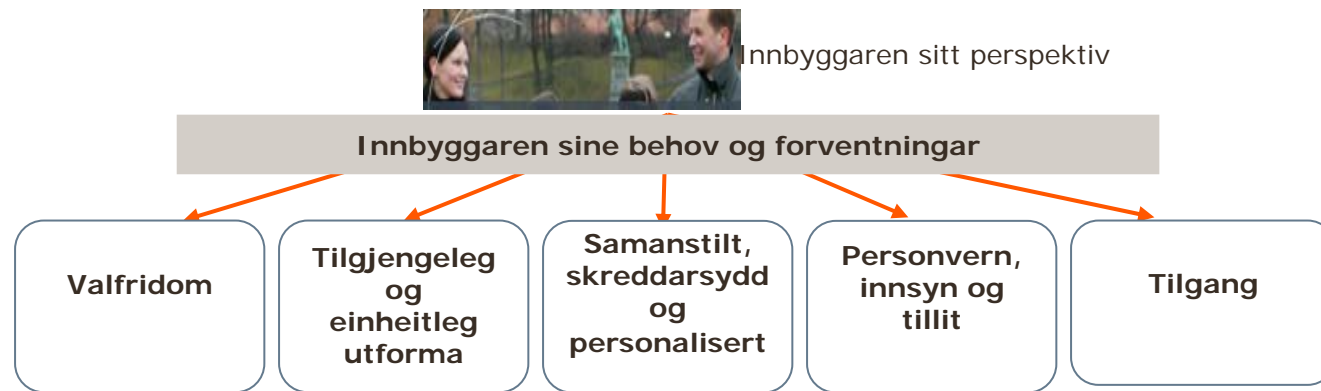 Innbyggaren sitt perspektiv
Innbyggaren sine behov og forventningar
Valfridom
Tilgjengeleg
og
einheitleg
utforma
Samanstilt,
skreddarsydd
og
personalisert
Personvern,
innsyn og
tillit
Tilgang